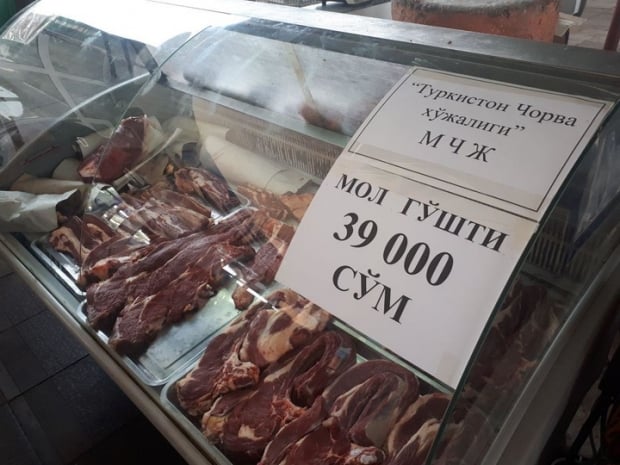 “Туркистон Чорва
хўжалиги”
М Ч Ж
МОЛ ГЎШТИ
39 000
СЎМ